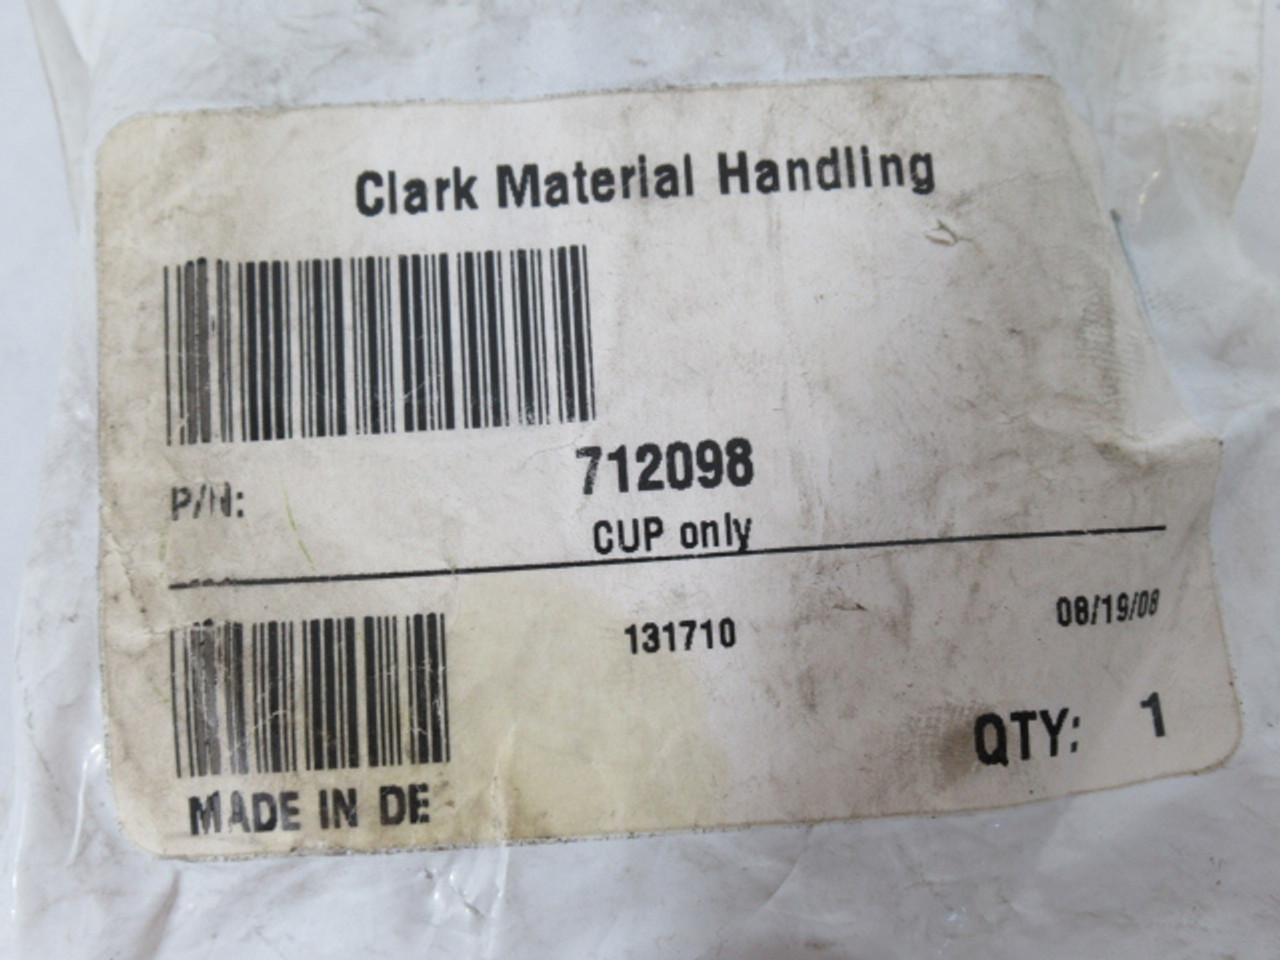 Clark Material Handling
712098
P/N:
CUP only
131710
08/19/08
QTY: 1
MADE IN DE